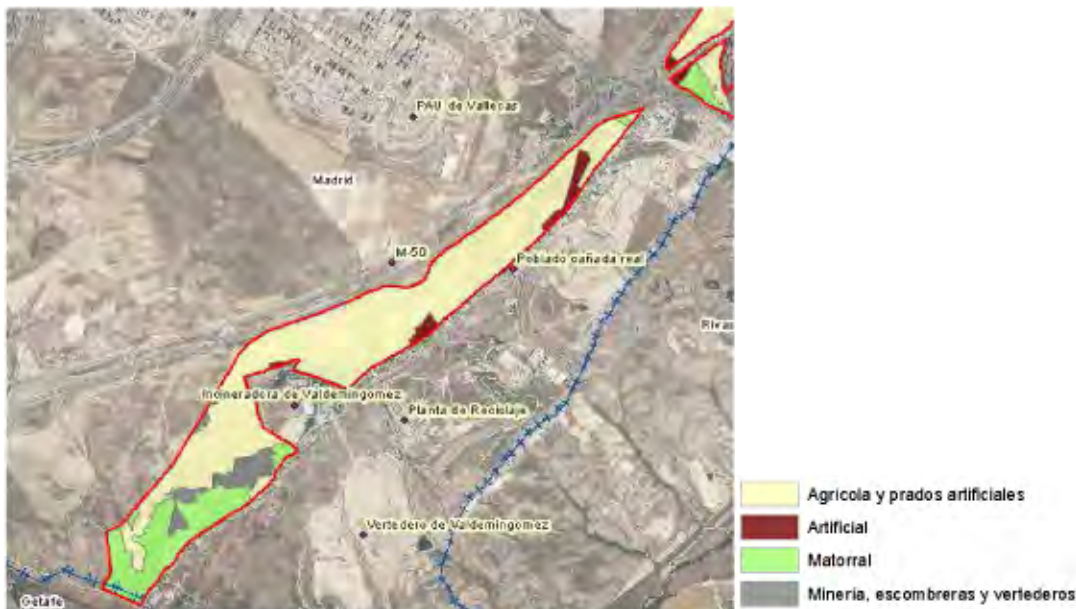 PAU de Vallecas
Madrid
M-50
Poblado cañada real
Rivas
Incineradora de Valdemingomez
Planta de Reciclaje
Vertedero de Valdemingomez
Getafe
Agrícola y prados artificiales
Artificial
Matorral
Minería, escombreras y vertederos